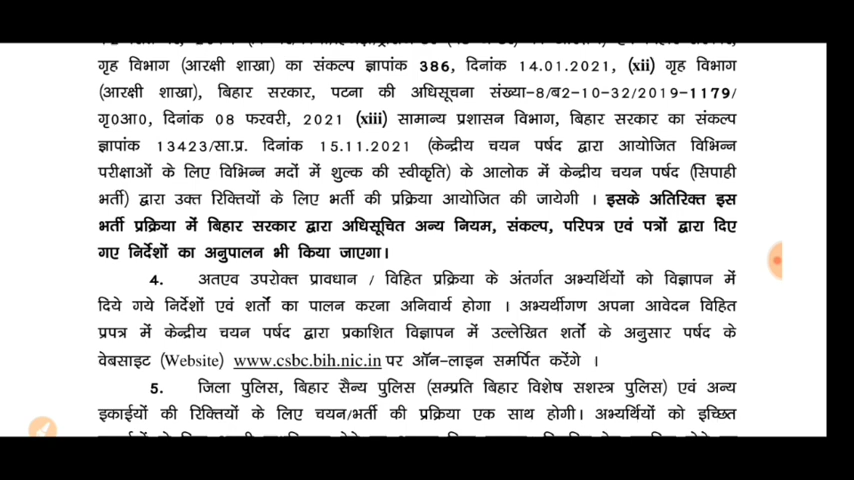 गृह विभाग (आरक्षी शाखा) का संकल्प ज्ञापांक 386, दिनांक 14.01.2021, (xii) गृह विभाग
(आरक्षी शाखा), बिहार सरकार, पटना की अधिसूचना संख्या-8/ब2-10-32/2019-1179/
गृ0आ0, दिनांक 08 फरवरी, 2021 (xiii) सामान्य प्रशासन विभाग, बिहार सरकार का संकल्प
ज्ञापांक 13423/सा.प्र. दिनांक 15.11.2021 (केन्द्रीय चयन पर्षद द्वारा आयोजित विभिन्न
परीक्षाओं के लिए विभिन्न मदों में शुल्क की स्वीकृति) के आलोक में केन्द्रीय चयन पर्षद (सिपाही
भर्ती) द्वारा उक्त रिक्तियों के लिए भर्ती की प्रक्रिया आयोजित की जायेगी । इसके अतिरिक्त इस
भर्ती प्रक्रिया में बिहार सरकार द्वारा अधिसूचित अन्य नियम, संकल्प, परिपत्र एवं पत्रों द्वारा दिए
गए निर्देशों का अनुपालन भी किया जाएगा।
4. अतएव उपरोक्त प्रावधान / विहित प्रक्रिया के अंतर्गत अभ्यर्थियों को विज्ञापन में
दिये गये निर्देशों एवं शर्तों का पालन करना अनिवार्य होगा । अभ्यर्थीगण अपना आवेदन विहित
प्रपत्र में केन्द्रीय चयन पर्षद द्वारा प्रकाशित विज्ञापन में उल्लेखित शर्तों के अनुसार पर्षद के
वेबसाइट (Website) www.csbc.bih.nic.in पर ऑन-लाइन समर्पित करेंगे ।
5. जिला पुलिस, बिहार सैन्य पुलिस (सम्प्रति बिहार विशेष सशस्त्र पुलिस) एवं अन्य
इकाईयों की रिक्तियों के लिए चयन/भर्ती की प्रक्रिया एक साथ होगी। अभ्यर्थियों को इच्छित